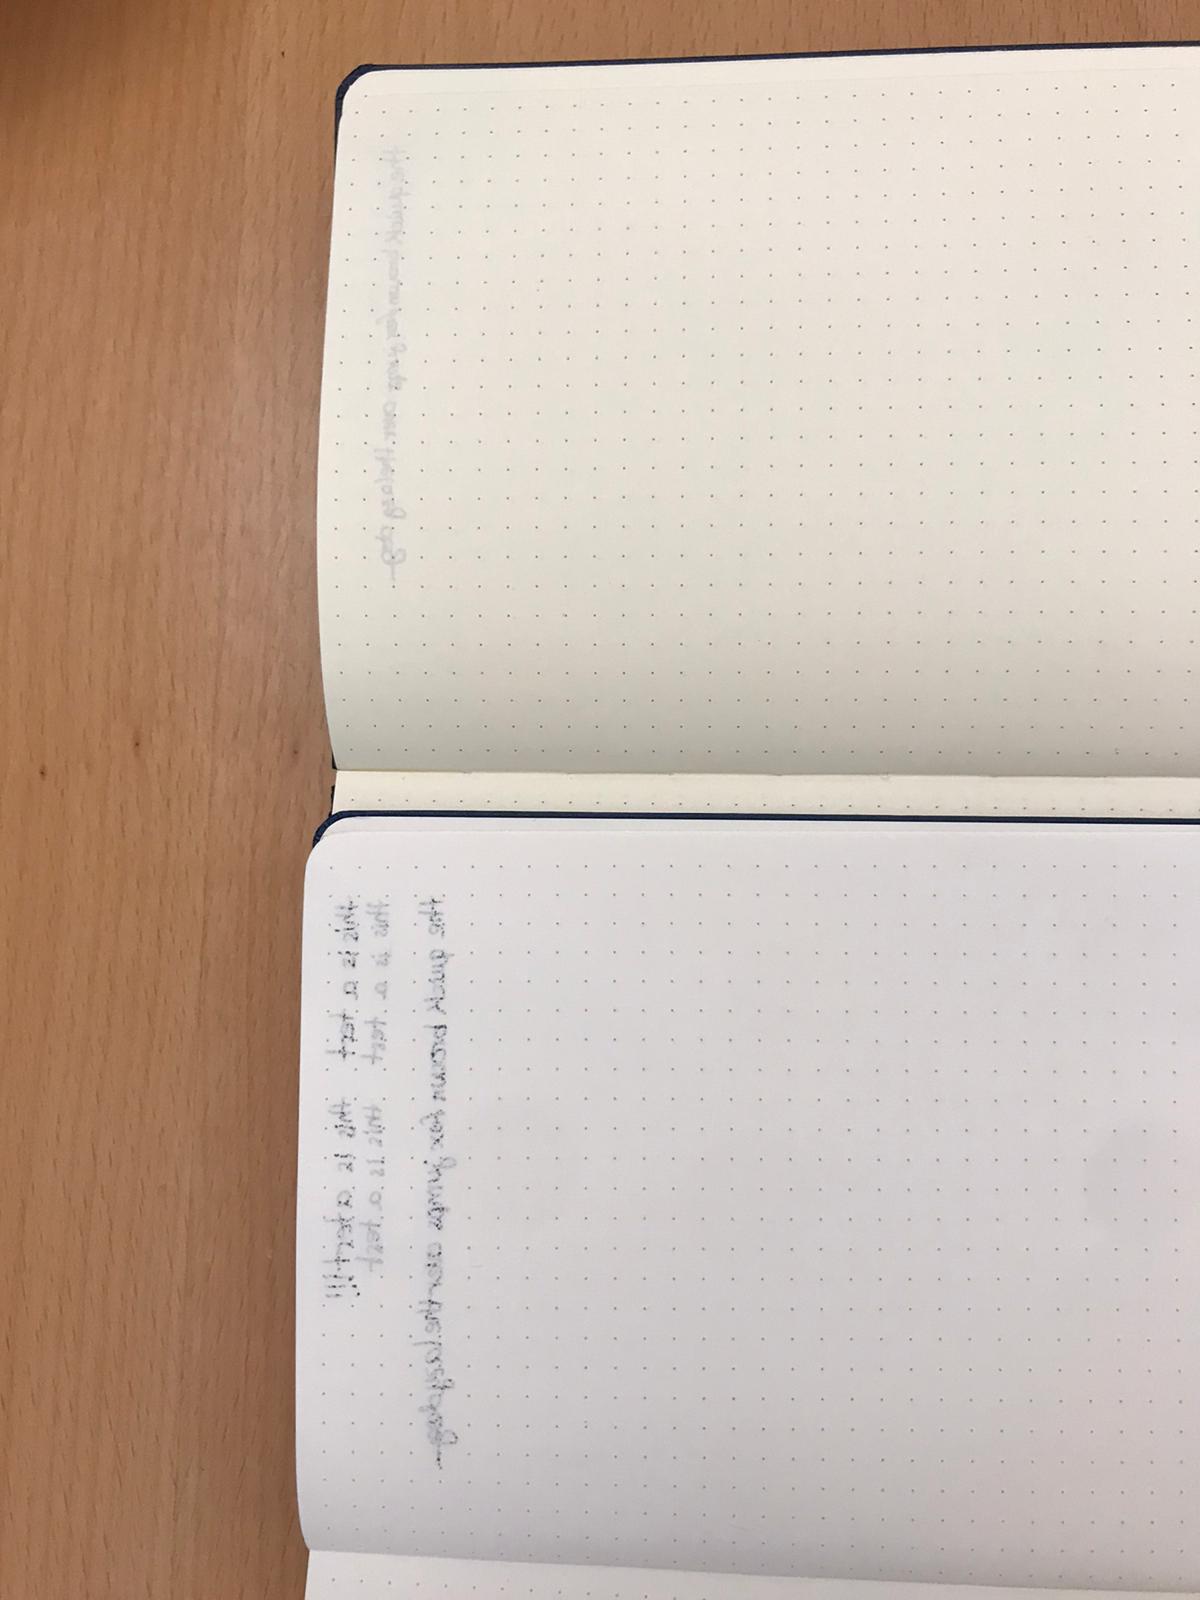 the quick brown fox jumps over the lazy dog
this is a test this is a test!!!
this is a test this is a test
the quick brown fox jumps over the lazy dog